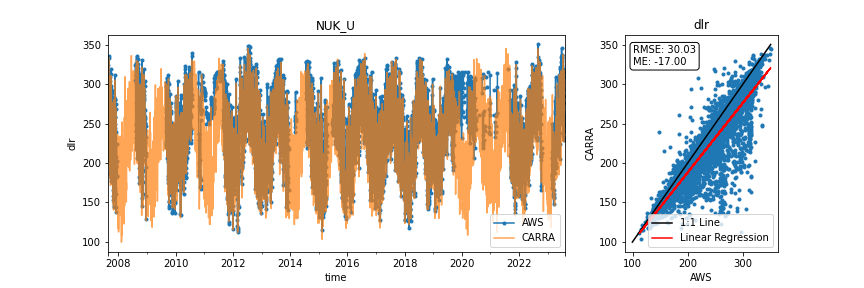 NUK_U
dlr
350
300
250
200
150
100
dlr
2008
2010
2012
2014
2016
2018
2020
2022
time
AWS
CARRA
dlr
350
300
250
200
150
100
CARRA
RMSE: 30.03
ME: -17.00
1:1 Line
Linear Regression
100
200
300
AWS